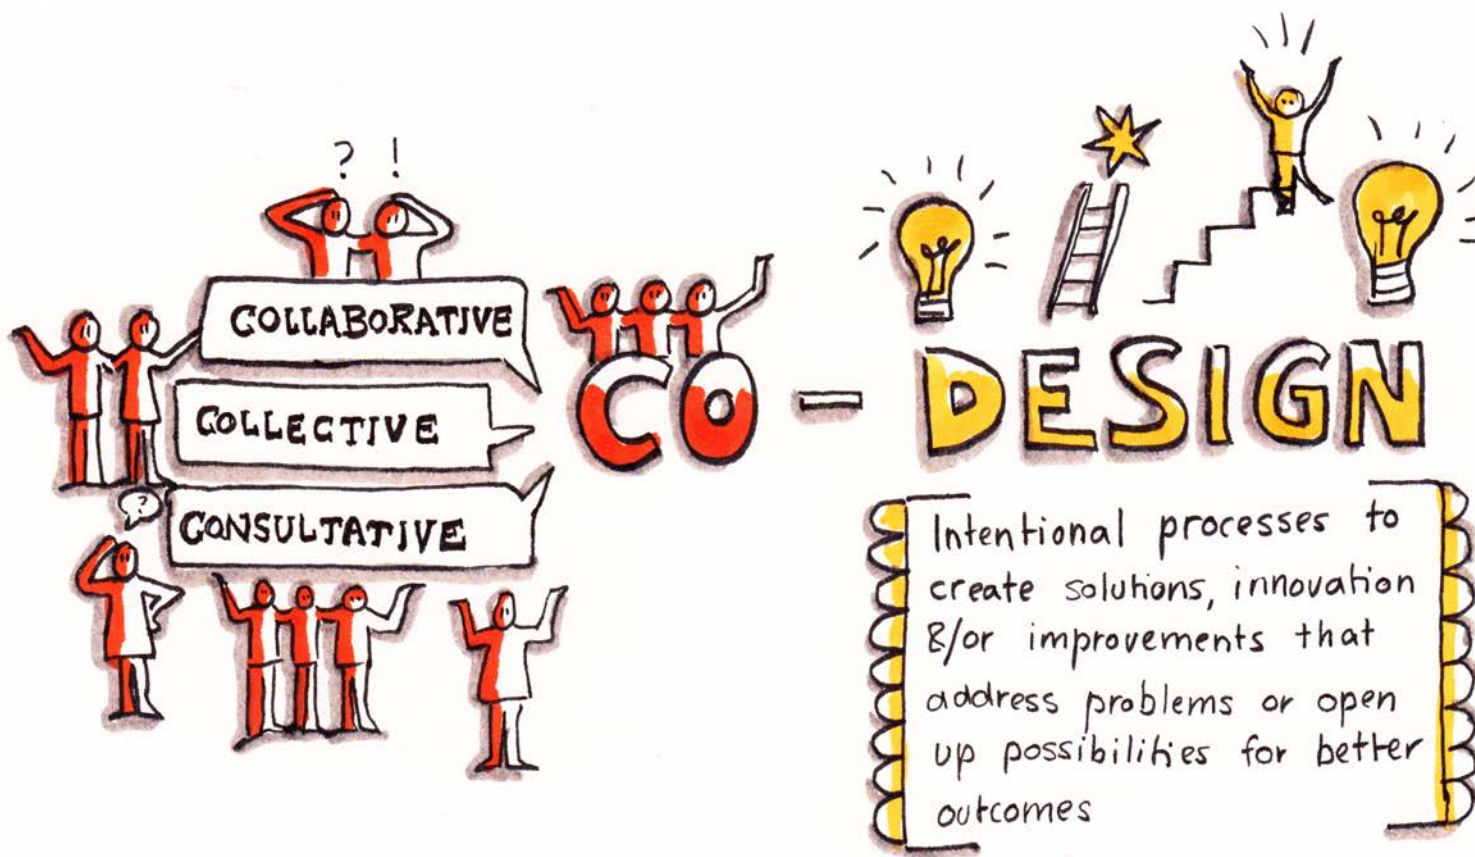 ? !
COLLABORATIVE
COLLECTIVE
?
CONSULTATIVE
CO - DESIGN
Intentional processes to
create solutions, innovation
&/or improvements that
address problems or open
up possibilities for better
outcomes